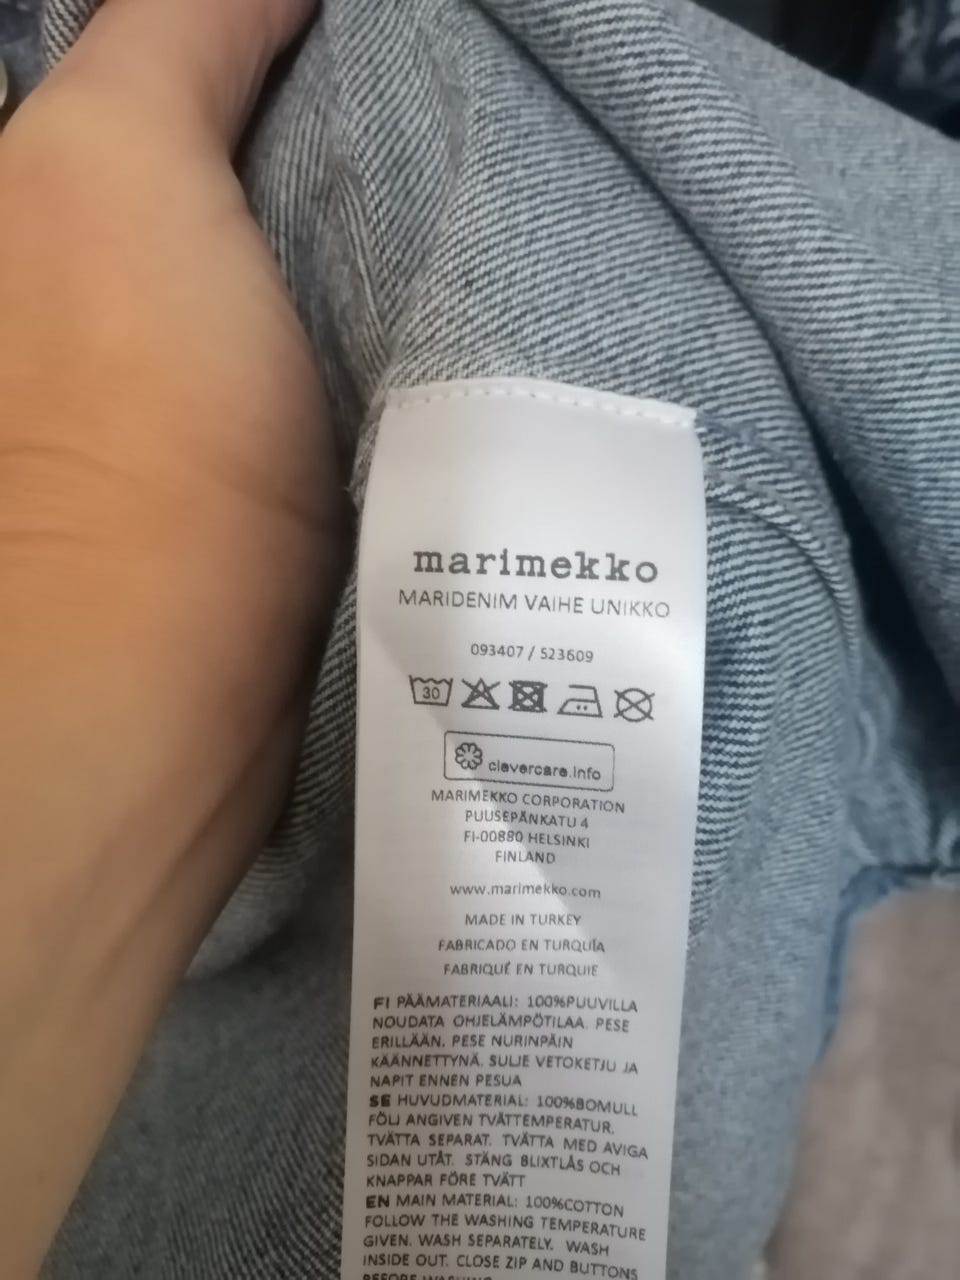 marimekko
MARIDENIM VAIHE UNIKKO
093407 / 523609
30
clevercare.info
MARIMEKKO CORPORATION
PUUSEPÄNKATU 4
FI-00880 HELSINKI
FINLAND
www.marimekko.com
MADE IN TURKEY
FABRICADO EN TURQUÍA
FABRIQUÉ EN TURQUIE
FI PÄÄMATERIAALI: 100%PUUVILLA
NOUDATA OHJELÄMPÖTILAA. PESE
ERILLÄÄN. PESE NURINPÄIN
KÄÄNNETTYNÄ. SULJE VETOKETJU JA
NAPIT ENNEN PESUA
SE HUVUDMATERIAL: 100%BOMULL
FÖLJ ANGIVEN TVÄTTEMPERATUR.
TVÄTTA SEPARAT. TVÄTTA MED AVIGA
SIDAN UTÅT. STÄNG BLIXTLÅS OCH
KNAPPAR FÖRE TVÄTT
EN MAIN MATERIAL: 100%COTTON
FOLLOW THE WASHING TEMPERATURE
GIVEN. WASH SEPARATELY. WASH
INSIDE OUT. CLOSE ZIP AND BUTTONS
BEFORE WASHING